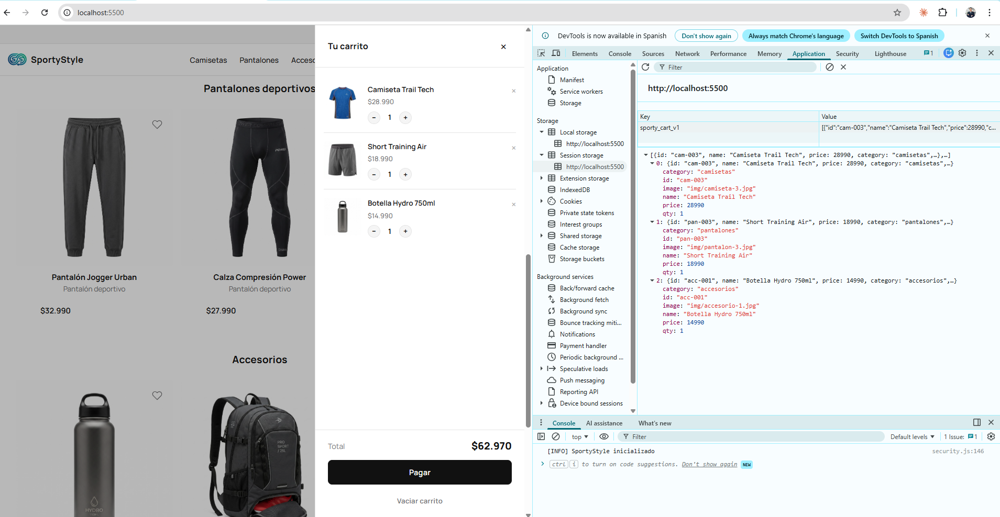 localhost:5500
SportyStyle
Camisetas Pantalones Acceso
Pantalones deportivos
Pantalón Jogger Urban
Pantalón deportivo
$32.990
POWER
Calza Compresión Power
Pantalón deportivo
$27.990
Accesorios
HYDRO
PRO
SPORT
/ 25L
Tu carrito ×
Camiseta Trail Tech ×
$28.990
− 1 +
Short Training Air ×
$18.990
− 1 +
Botella Hydro 750ml ×
$14.990
− 1 +
Total $62.970
Pagar
Vaciar carrito
DevTools is now available in Spanish Don't show again Always match Chrome's language Switch DevTools to Spanish
Elements Console Sources Network Performance Memory Application Security Lighthouse 1
Application
Manifest
Service workers
Storage
Storage
Local storage
http://localhost:5500
Session storage
http://localhost:5500
Extension storage
IndexedDB
Cookies
Private state tokens
Interest groups
Shared storage
Cache storage
Storage buckets
Background services
Back/forward cache
Background fetch
Background sync
Bounce tracking miti...
Notifications
Payment handler
Periodic background ...
Speculative loads
Push messaging
Reporting API
Device bound sessions
Filter
http://localhost:5500
Key Value
sporty_cart_v1 [{"id":"cam-003","name":"Camiseta Trail Tech","price":28990,"c...
[{id: "cam-003", name: "Camiseta Trail Tech", price: 28990, category: "camisetas",…},…]
0: {id: "cam-003", name: "Camiseta Trail Tech", price: 28990, category: "camisetas",…}
category: "camisetas"
id: "cam-003"
image: "img/camiseta-3.jpg"
name: "Camiseta Trail Tech"
price: 28990
qty: 1
1: {id: "pan-003", name: "Short Training Air", price: 18990, category: "pantalones",…}
category: "pantalones"
id: "pan-003"
image: "img/pantalon-3.jpg"
name: "Short Training Air"
price: 18990
qty: 1
2: {id: "acc-001", name: "Botella Hydro 750ml", price: 14990, category: "accesorios",…}
category: "accesorios"
id: "acc-001"
image: "img/accesorio-1.jpg"
name: "Botella Hydro 750ml"
price: 14990
qty: 1
Console AI assistance What's new
top Filter Default levels 1 Issue: 1
[INFO] SportyStyle inicializado security.js:146
ctrl i to turn on code suggestions. Don't show again NEW